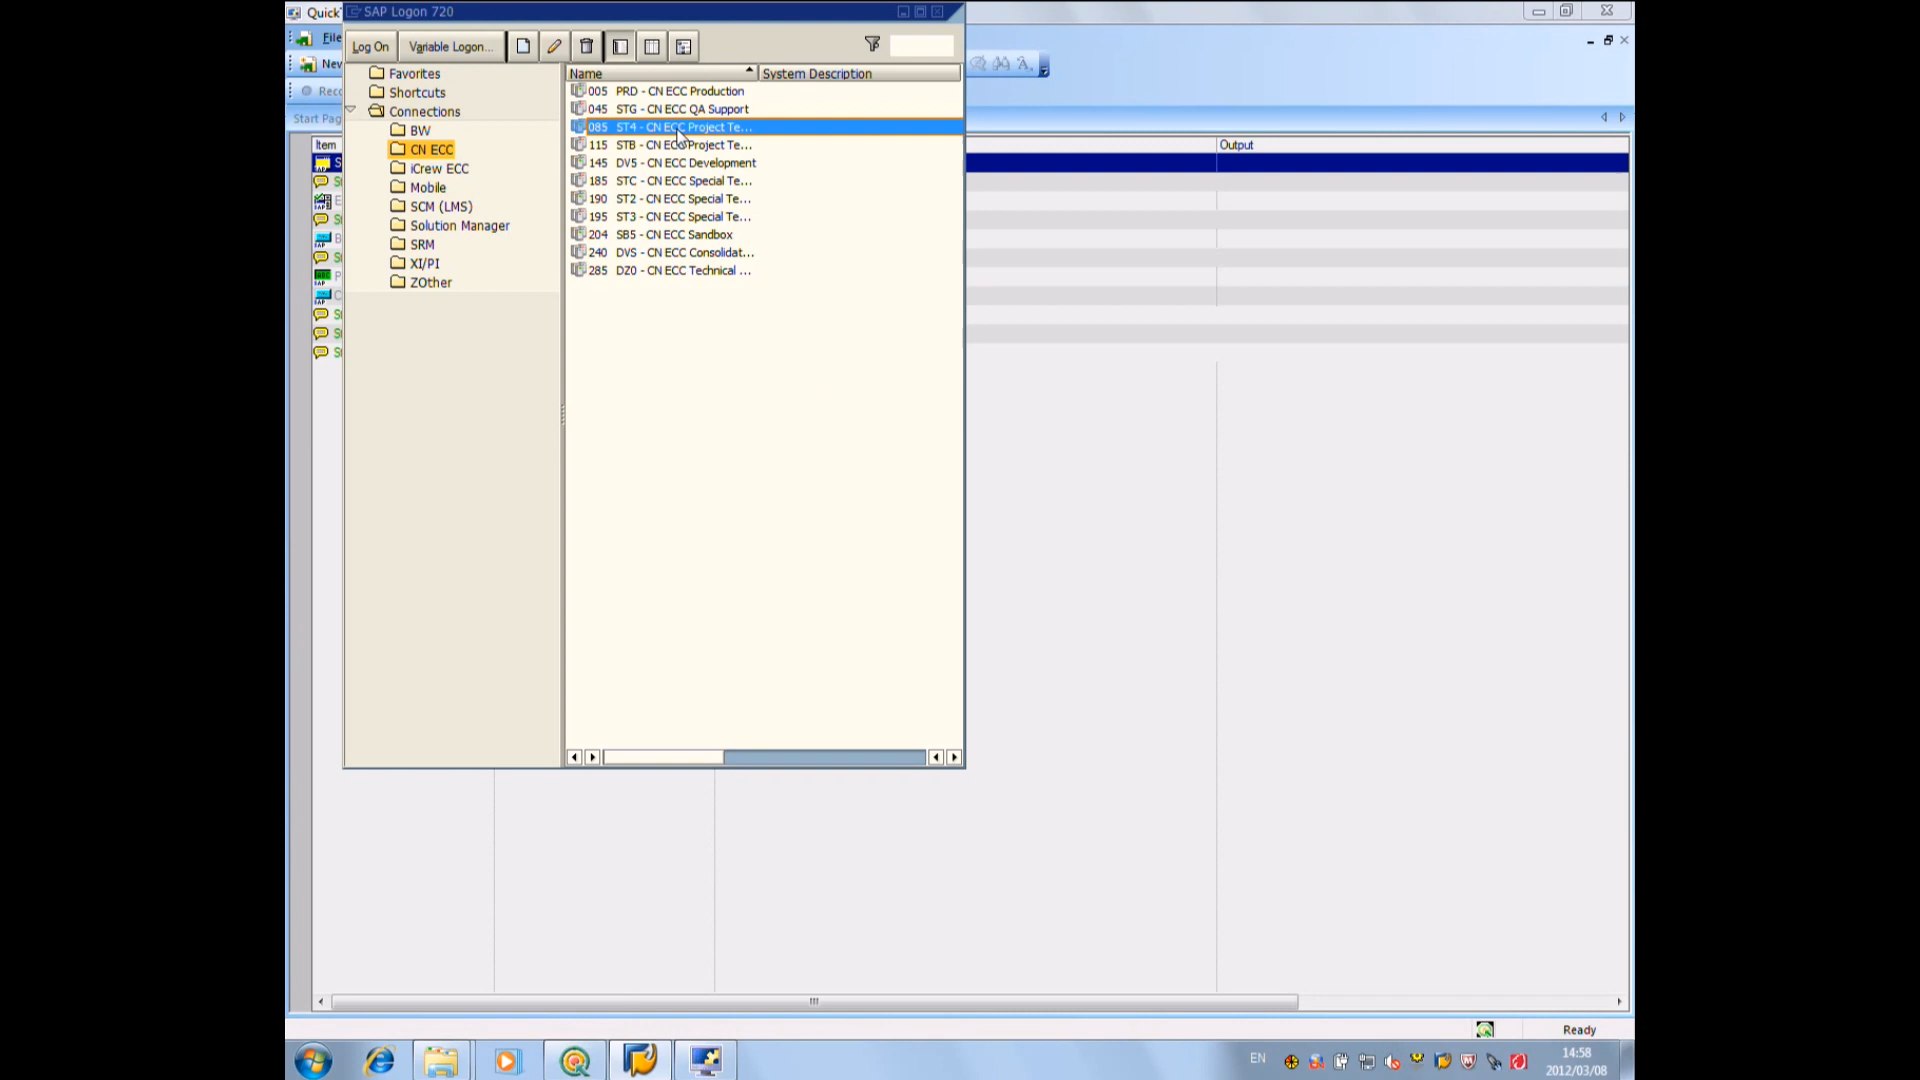 Quick
SAP Logon 720
File
Log On
Variable Logon...
New
Reco
Start Pag
Favorites
Shortcuts
Connections
BW
CN ECC
iCrew ECC
Mobile
SCM (LMS)
Solution Manager
SRM
XI/PI
ZOther
Name
System Description
005 PRD - CN ECC Production
045 STG - CN ECC QA Support
085 ST4 - CN ECC Project Te...
115 STB - CN ECC Project Te...
145 DV5 - CN ECC Development
185 STC - CN ECC Special Te...
190 ST2 - CN ECC Special Te...
195 ST3 - CN ECC Special Te...
204 SB5 - CN ECC Sandbox
240 DVS - CN ECC Consolidat...
285 DZ0 - CN ECC Technical ...
Item
Output
Ready
EN
14:58
2012/03/08